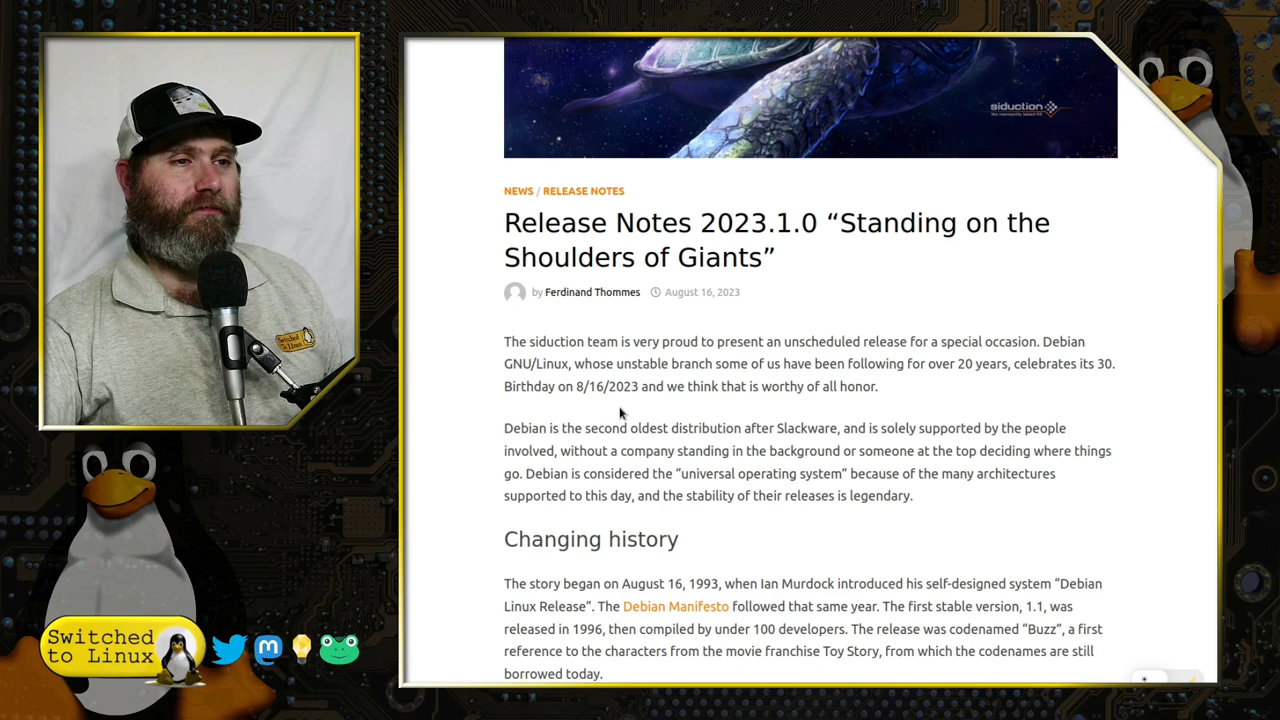 siduction
NEWS / RELEASE NOTES
Release Notes 2023.1.0 “Standing on the
Shoulders of Giants”
by Ferdinand Thommes August 16, 2023
The siduction team is very proud to present an unscheduled release for a special occasion. Debian
GNU/Linux, whose unstable branch some of us have been following for over 20 years, celebrates its 30.
Birthday on 8/16/2023 and we think that is worthy of all honor.
Debian is the second oldest distribution after Slackware, and is solely supported by the people
involved, without a company standing in the background or someone at the top deciding where things
go. Debian is considered the “universal operating system” because of the many architectures
supported to this day, and the stability of their releases is legendary.
Changing history
The story began on August 16, 1993, when Ian Murdock introduced his self-designed system “Debian
Linux Release”. The Debian Manifesto followed that same year. The first stable version, 1.1, was
released in 1996, then compiled by under 100 developers. The release was codenamed “Buzz”, a first
reference to the characters from the movie franchise Toy Story, from which the codenames are still
borrowed today.
Switched
To Linux
Switched
to Linux